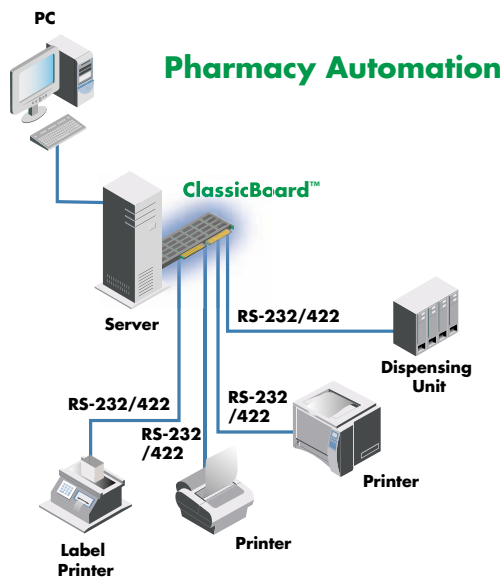 PC
Pharmacy Automation
ClassicBoard™
Server
RS-232/422
Dispensing
Unit
RS-232/422
RS-232
/422
RS-232
/422
Printer
Printer
Label
Printer